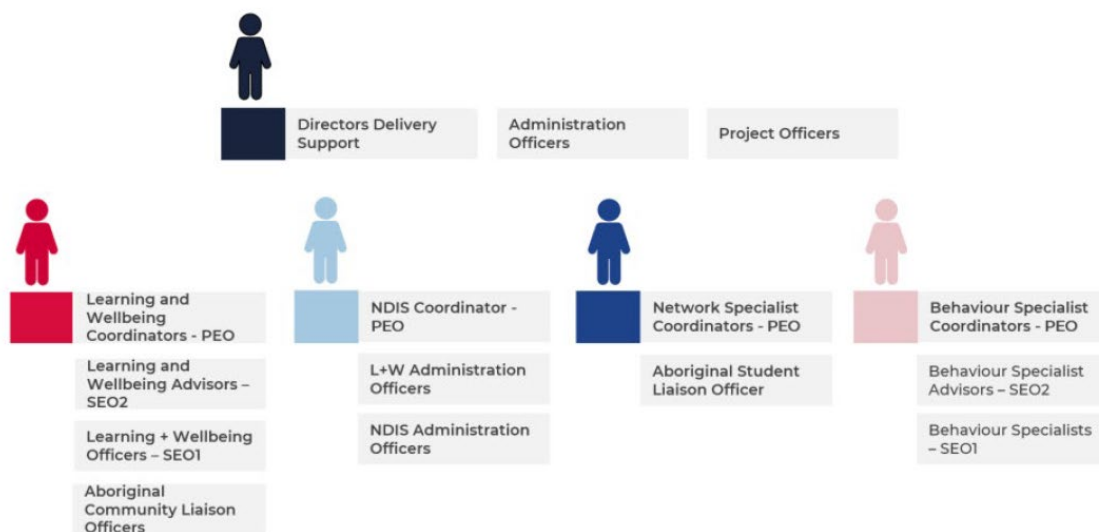 Directors Delivery
Support
Administration
Officers
Project Officers
Learning and
Wellbeing
Coordinators - PEO
Learning and
Wellbeing Advisors –
SEO2
Learning + Wellbeing
Officers – SEO1
Aboriginal
Community Liaison
Officers
NDIS Coordinator -
PEO
L+W Administration
Officers
NDIS Administration
Officers
Network Specialist
Coordinators - PEO
Aboriginal Student
Liaison Officer
Behaviour Specialist
Coordinators - PEO
Behaviour Specialist
Advisors – SEO2
Behaviour Specialists
– SEO1